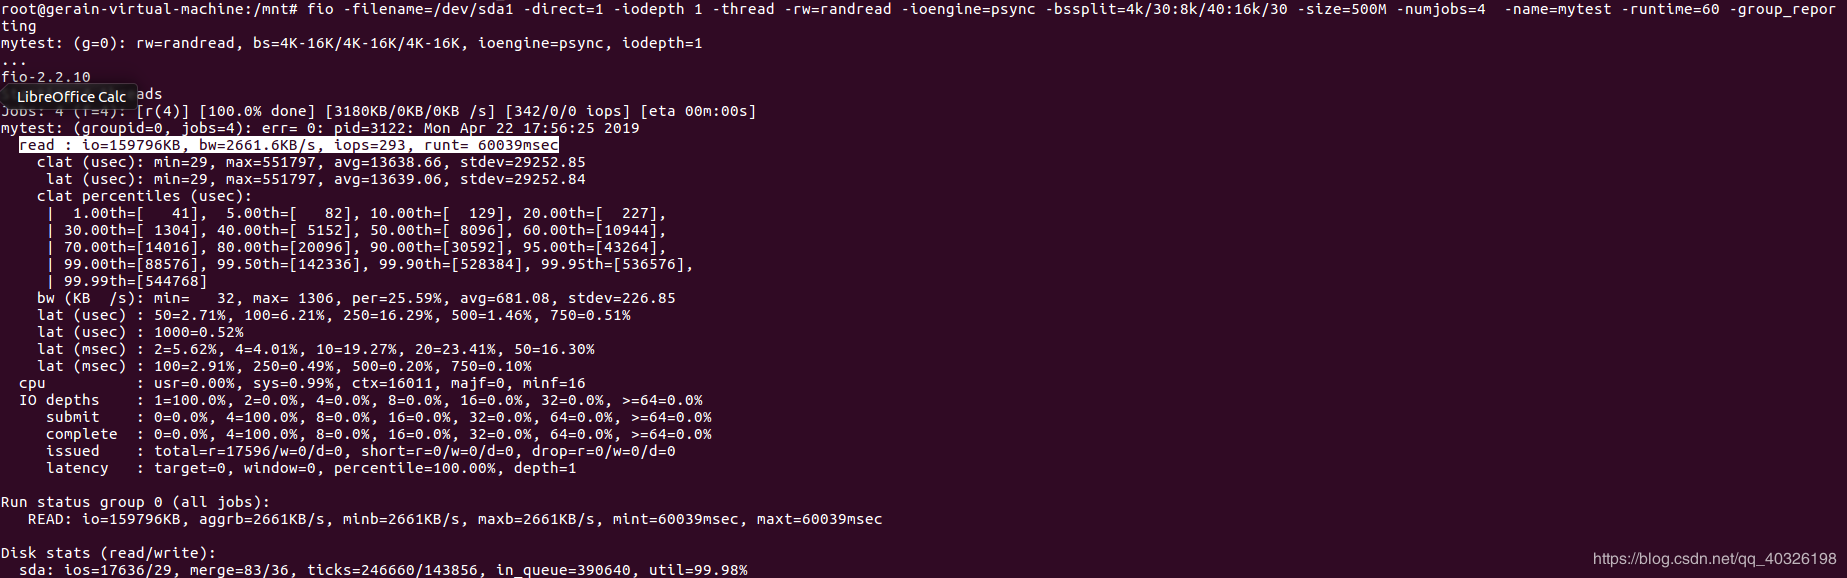 root@gerain-virtual-machine:/mnt# fio -filename=/dev/sda1 -direct=1 -iodepth 1 -thread -rw=randread -ioengine=psync -bssplit=4k/30:8k/40:16k/30 -size=500M -numjobs=4  -name=mytest -runtime=60 -group_repor
ting
mytest: (g=0): rw=randread, bs=4K-16K/4K-16K/4K-16K, ioengine=psync, iodepth=1
...
fio-2.2.10
LibreOffice Calc
ads
Jobs: 4 (f=4): [r(4)] [100.0% done] [3180KB/0KB/0KB /s] [342/0/0 iops] [eta 00m:00s]
mytest: (groupid=0, jobs=4): err= 0: pid=3122: Mon Apr 22 17:56:25 2019
  read : io=159796KB, bw=2661.6KB/s, iops=293, runt= 60039msec
    clat (usec): min=29, max=551797, avg=13638.66, stdev=29252.85
     lat (usec): min=29, max=551797, avg=13639.06, stdev=29252.84
    clat percentiles (usec):
     |  1.00th=[   41],  5.00th=[   82], 10.00th=[  129], 20.00th=[  227],
     | 30.00th=[ 1304], 40.00th=[ 5152], 50.00th=[ 8096], 60.00th=[10944],
     | 70.00th=[14016], 80.00th=[20096], 90.00th=[30592], 95.00th=[43264],
     | 99.00th=[88576], 99.50th=[142336], 99.90th=[528384], 99.95th=[536576],
     | 99.99th=[544768]
    bw (KB  /s): min=   32, max= 1306, per=25.59%, avg=681.08, stdev=226.85
    lat (usec) : 50=2.71%, 100=6.21%, 250=16.29%, 500=1.46%, 750=0.51%
    lat (usec) : 1000=0.52%
    lat (msec) : 2=5.62%, 4=4.01%, 10=19.27%, 20=23.41%, 50=16.30%
    lat (msec) : 100=2.91%, 250=0.49%, 500=0.20%, 750=0.10%
  cpu          : usr=0.00%, sys=0.99%, ctx=16011, majf=0, minf=16
  IO depths    : 1=100.0%, 2=0.0%, 4=0.0%, 8=0.0%, 16=0.0%, 32=0.0%, >=64=0.0%
     submit    : 0=0.0%, 4=100.0%, 8=0.0%, 16=0.0%, 32=0.0%, 64=0.0%, >=64=0.0%
     complete  : 0=0.0%, 4=100.0%, 8=0.0%, 16=0.0%, 32=0.0%, 64=0.0%, >=64=0.0%
     issued    : total=r=17596/w=0/d=0, short=r=0/w=0/d=0, drop=r=0/w=0/d=0
     latency   : target=0, window=0, percentile=100.00%, depth=1
Run status group 0 (all jobs):
   READ: io=159796KB, aggrb=2661KB/s, minb=2661KB/s, maxb=2661KB/s, mint=60039msec, maxt=60039msec
Disk stats (read/write):
  sda: ios=17636/29, merge=83/36, ticks=246660/143856, in_queue=390640, util=99.98%
https://blog.csdn.net/qq_40326198